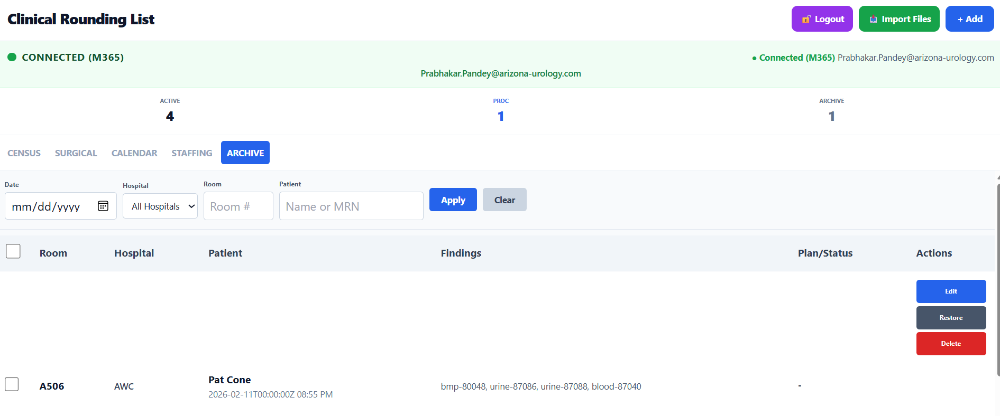 Clinical Rounding List
Logout
Import Files
+ Add
CONNECTED (M365)
● Connected (M365) Prabhakar.Pandey@arizona-urology.com
Prabhakar.Pandey@arizona-urology.com
ACTIVE
4
PROC
1
ARCHIVE
1
CENSUS SURGICAL CALENDAR STAFFING ARCHIVE
Date
mm/dd/yyyy
Hospital
All Hospitals
Room
Room #
Patient
Name or MRN
Apply
Clear
Room Hospital Patient Findings Plan/Status Actions
Edit
Restore
Delete
A506
AWC
Pat Cone
2026-02-11T00:00:00Z 08:55 PM
bmp-80048, urine-87086, urine-87088, blood-87040
-